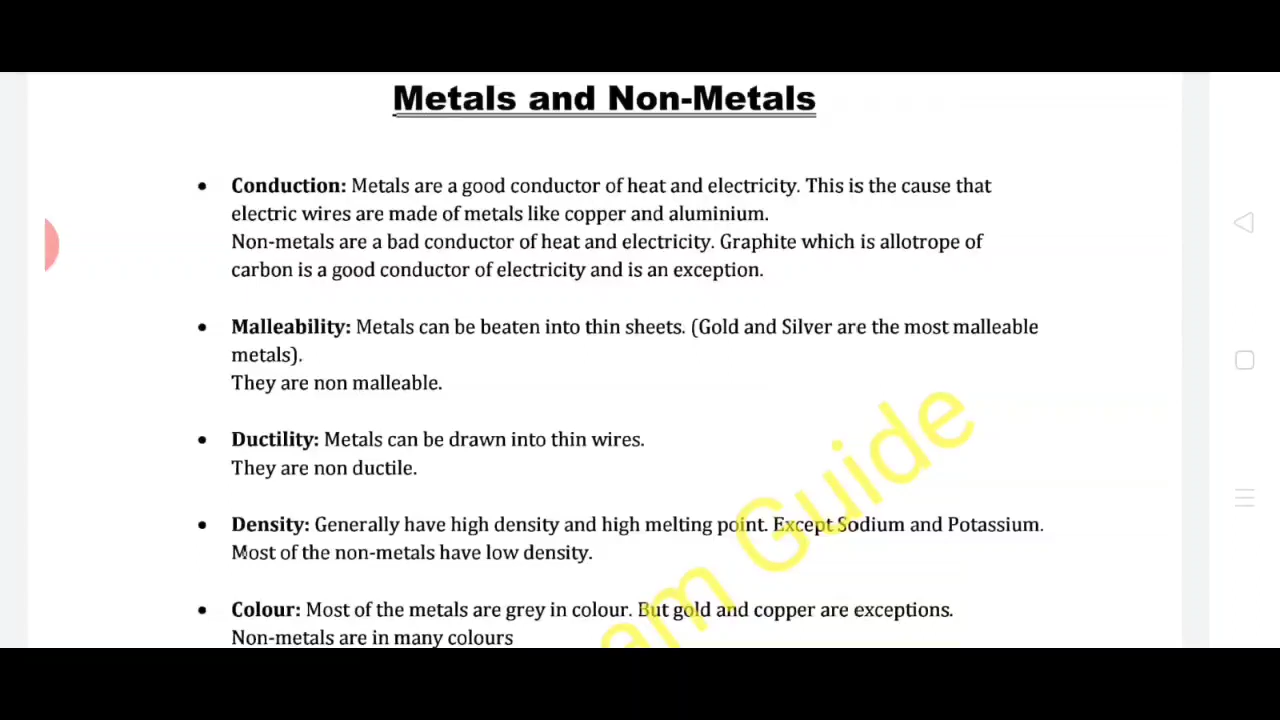 Metals and Non-Metals
• Conduction: Metals are a good conductor of heat and electricity. This is the cause that
electric wires are made of metals like copper and aluminium.
Non-metals are a bad conductor of heat and electricity. Graphite which is allotrope of
carbon is a good conductor of electricity and is an exception.
• Malleability: Metals can be beaten into thin sheets. (Gold and Silver are the most malleable
metals).
They are non malleable.
• Ductility: Metals can be drawn into thin wires.
They are non ductile.
• Density: Generally have high density and high melting point. Except Sodium and Potassium.
Most of the non-metals have low density.
• Colour: Most of the metals are grey in colour. But gold and copper are exceptions.
Non-metals are in many colours
am Guide